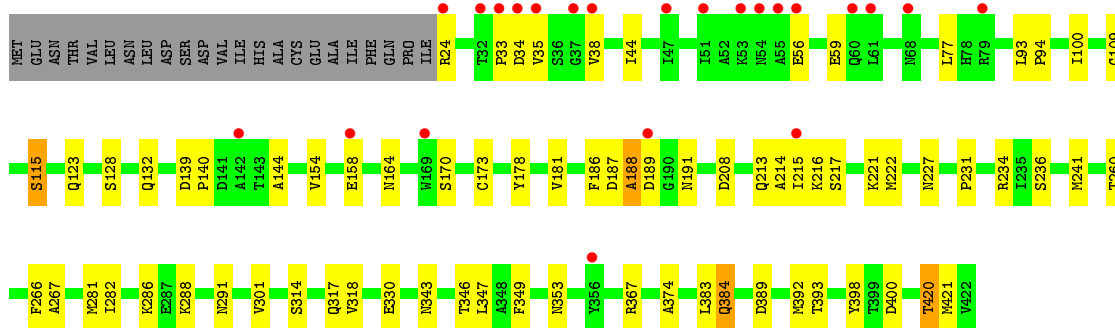 MET GLU ASN THR VAL LEU ASN ASN LEU ASP SER ASP VAL ILE HIS ALA CYS GLU ALA ILE PHE GLN PRO ILE R24 T32 P33 D34 V35 S36 G37 V38 I44 I47 I51 A52 K53 N54 A55 E56 E59 Q60 L61 N68 L77 H78 R79 L93 P94 I100
S115 Q123 S128 Q132 D139 P140 D141 A142 T143 A144 V154 E158 N164 W169 S170 C173 Y178 V181 F186 D187 A188 D189 G190 N191 D208 Q213 A214 I215 K216 S217 K221 M222 N227 P231 R234 I235 S236 M241
F266 A267 M281 I282 K286 E287 K288 N291 V301 S314 Q317 V318 E330 N343 T346 L347 A348 F349 N353 Y356 R367 A374 L383 Q384 D389 M392 T393 Y398 T399 D400 T420 M421 V422